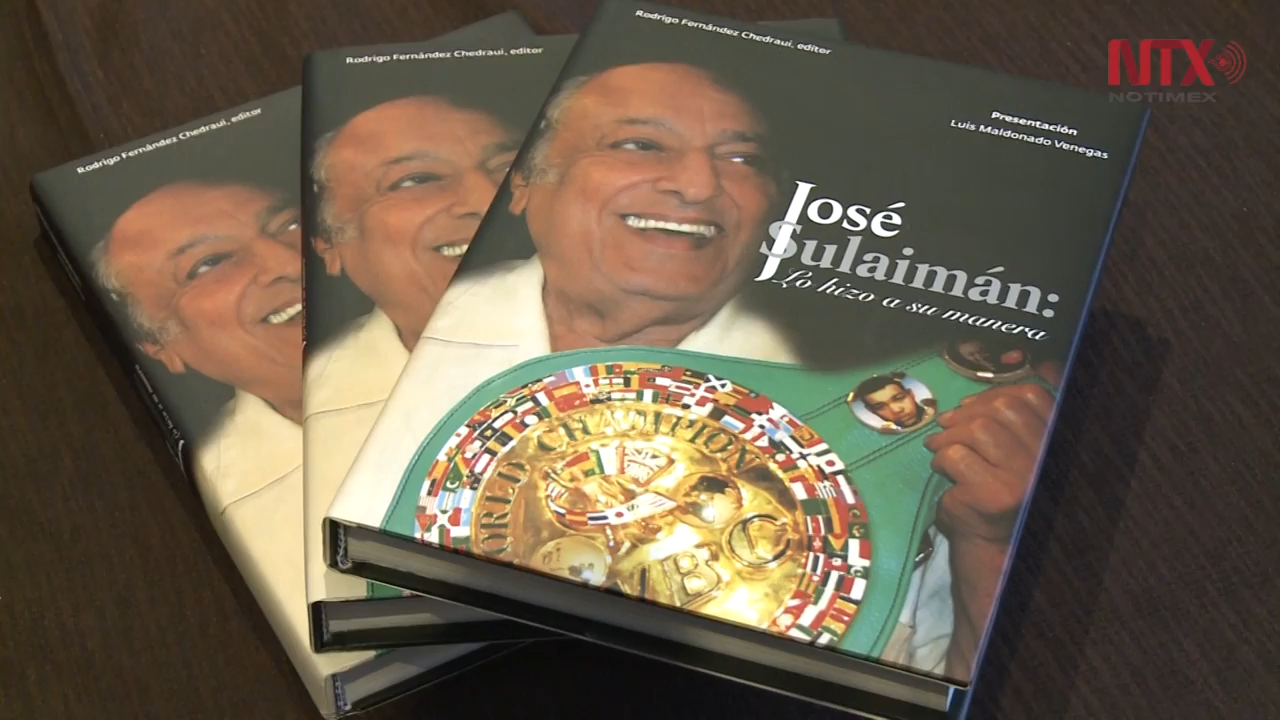 Rodrigo Fernández Chedraui, editor
Rodrigo Fernández Chedraui, editor
Rodrigo Fernández Chedraui, editor
NTX
NOTIMEX
Presentación
Luis Maldonado Venegas
José
Sulaimán:
Lo hizo a su manera
WORLD CHAMPION
WBC